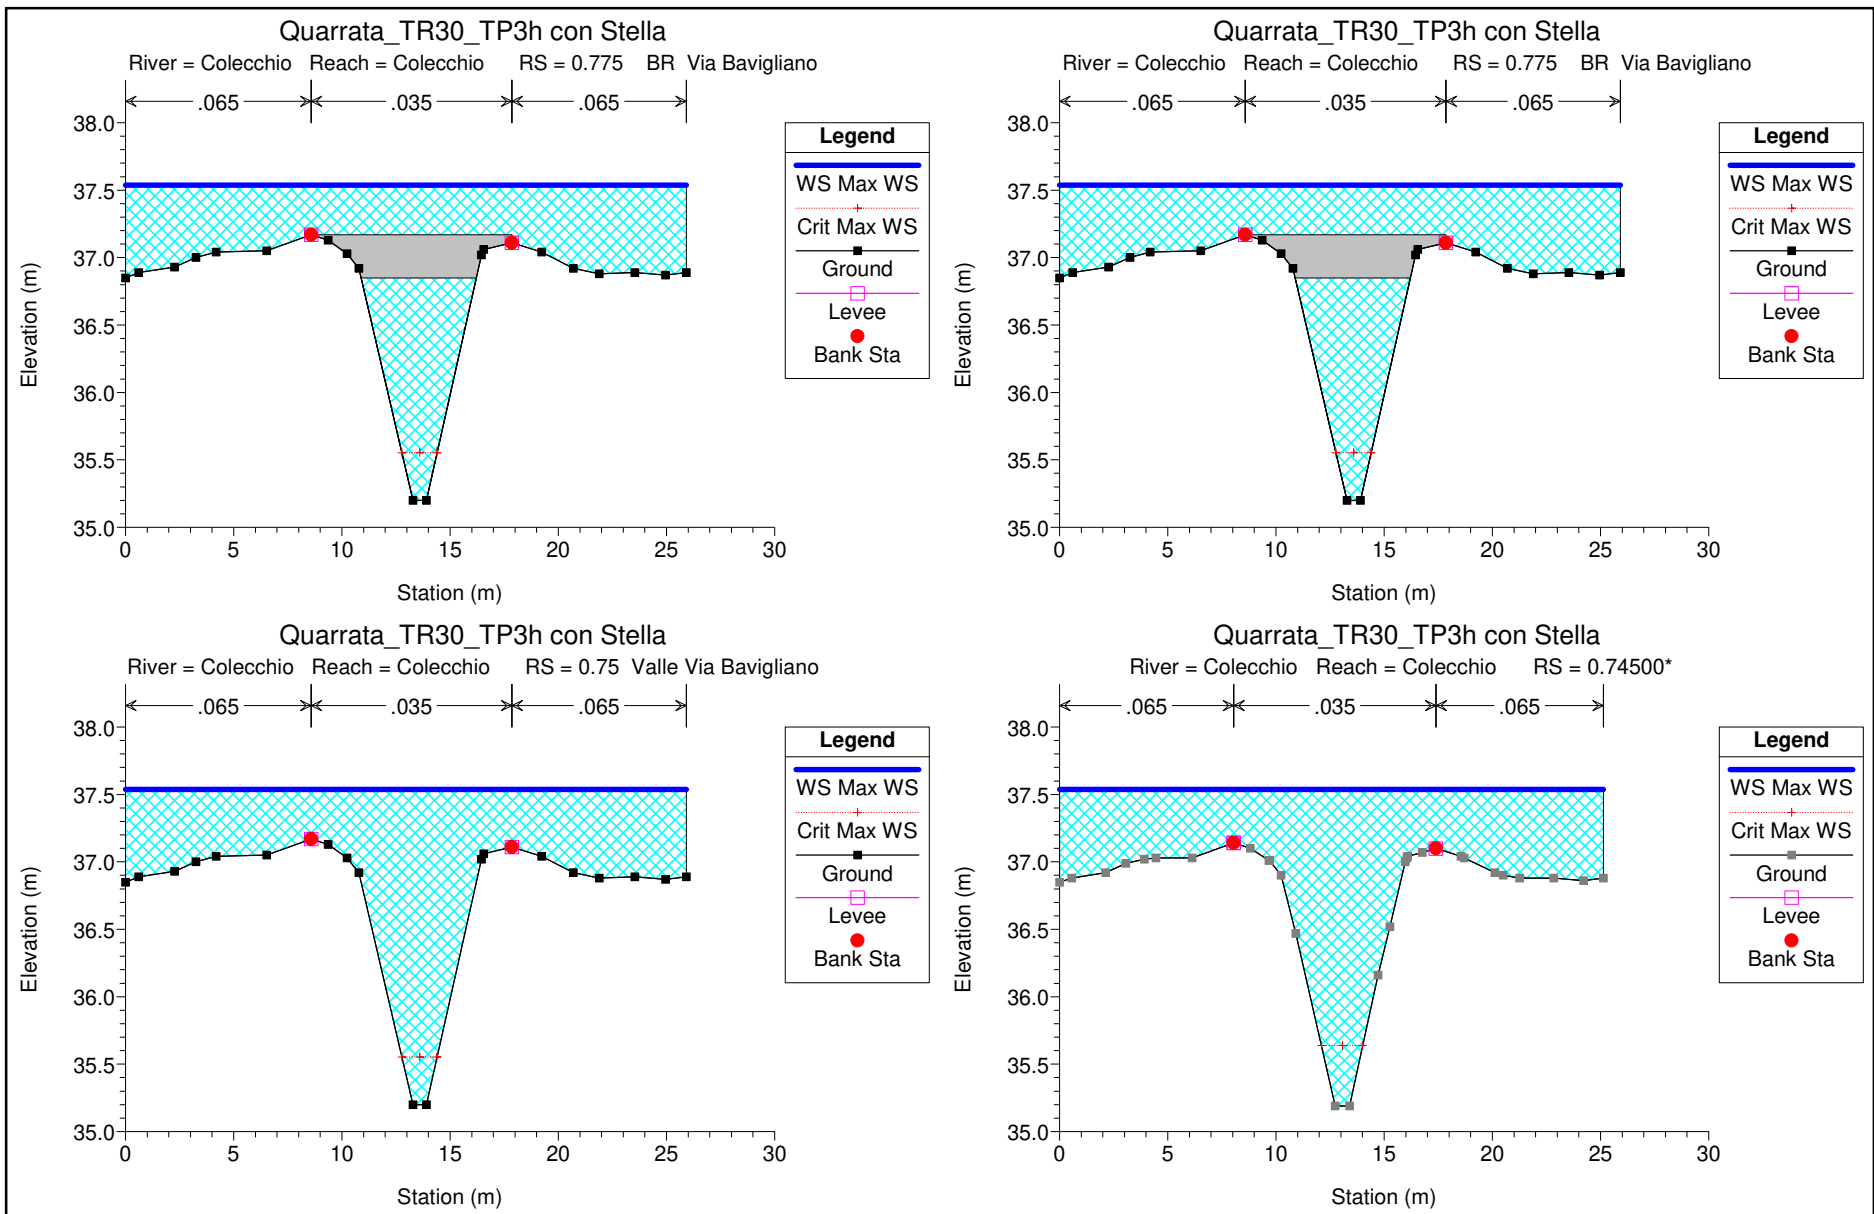 Quarrata_TR30_TP3h con Stella
River = Colecchio Reach = Colecchio RS = 0.775 BR Via Bavigliano
.065 .035 .065
38.0
37.5
37.0
36.5
36.0
35.5
35.0
Elevation (m)
0 5 10 15 20 25 30
Station (m)
Legend
WS Max WS
Crit Max WS
Ground
Levee
Bank Sta
Quarrata_TR30_TP3h con Stella
River = Colecchio Reach = Colecchio RS = 0.775 BR Via Bavigliano
.065 .035 .065
38.0
37.5
37.0
36.5
36.0
35.5
35.0
Elevation (m)
0 5 10 15 20 25 30
Station (m)
Legend
WS Max WS
Crit Max WS
Ground
Levee
Bank Sta
Quarrata_TR30_TP3h con Stella
River = Colecchio Reach = Colecchio RS = 0.75 Valle Via Bavigliano
.065 .035 .065
38.0
37.5
37.0
36.5
36.0
35.5
35.0
Elevation (m)
0 5 10 15 20 25 30
Station (m)
Legend
WS Max WS
Crit Max WS
Ground
Levee
Bank Sta
Quarrata_TR30_TP3h con Stella
River = Colecchio Reach = Colecchio RS = 0.74500*
.065 .035 .065
38.0
37.5
37.0
36.5
36.0
35.5
35.0
Elevation (m)
0 5 10 15 20 25 30
Station (m)
Legend
WS Max WS
Crit Max WS
Ground
Levee
Bank Sta